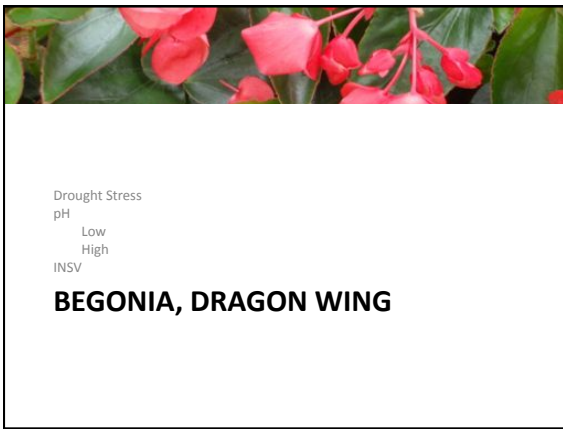 Drought Stress
pH
Low
High
INSV
BEGONIA, DRAGON WING